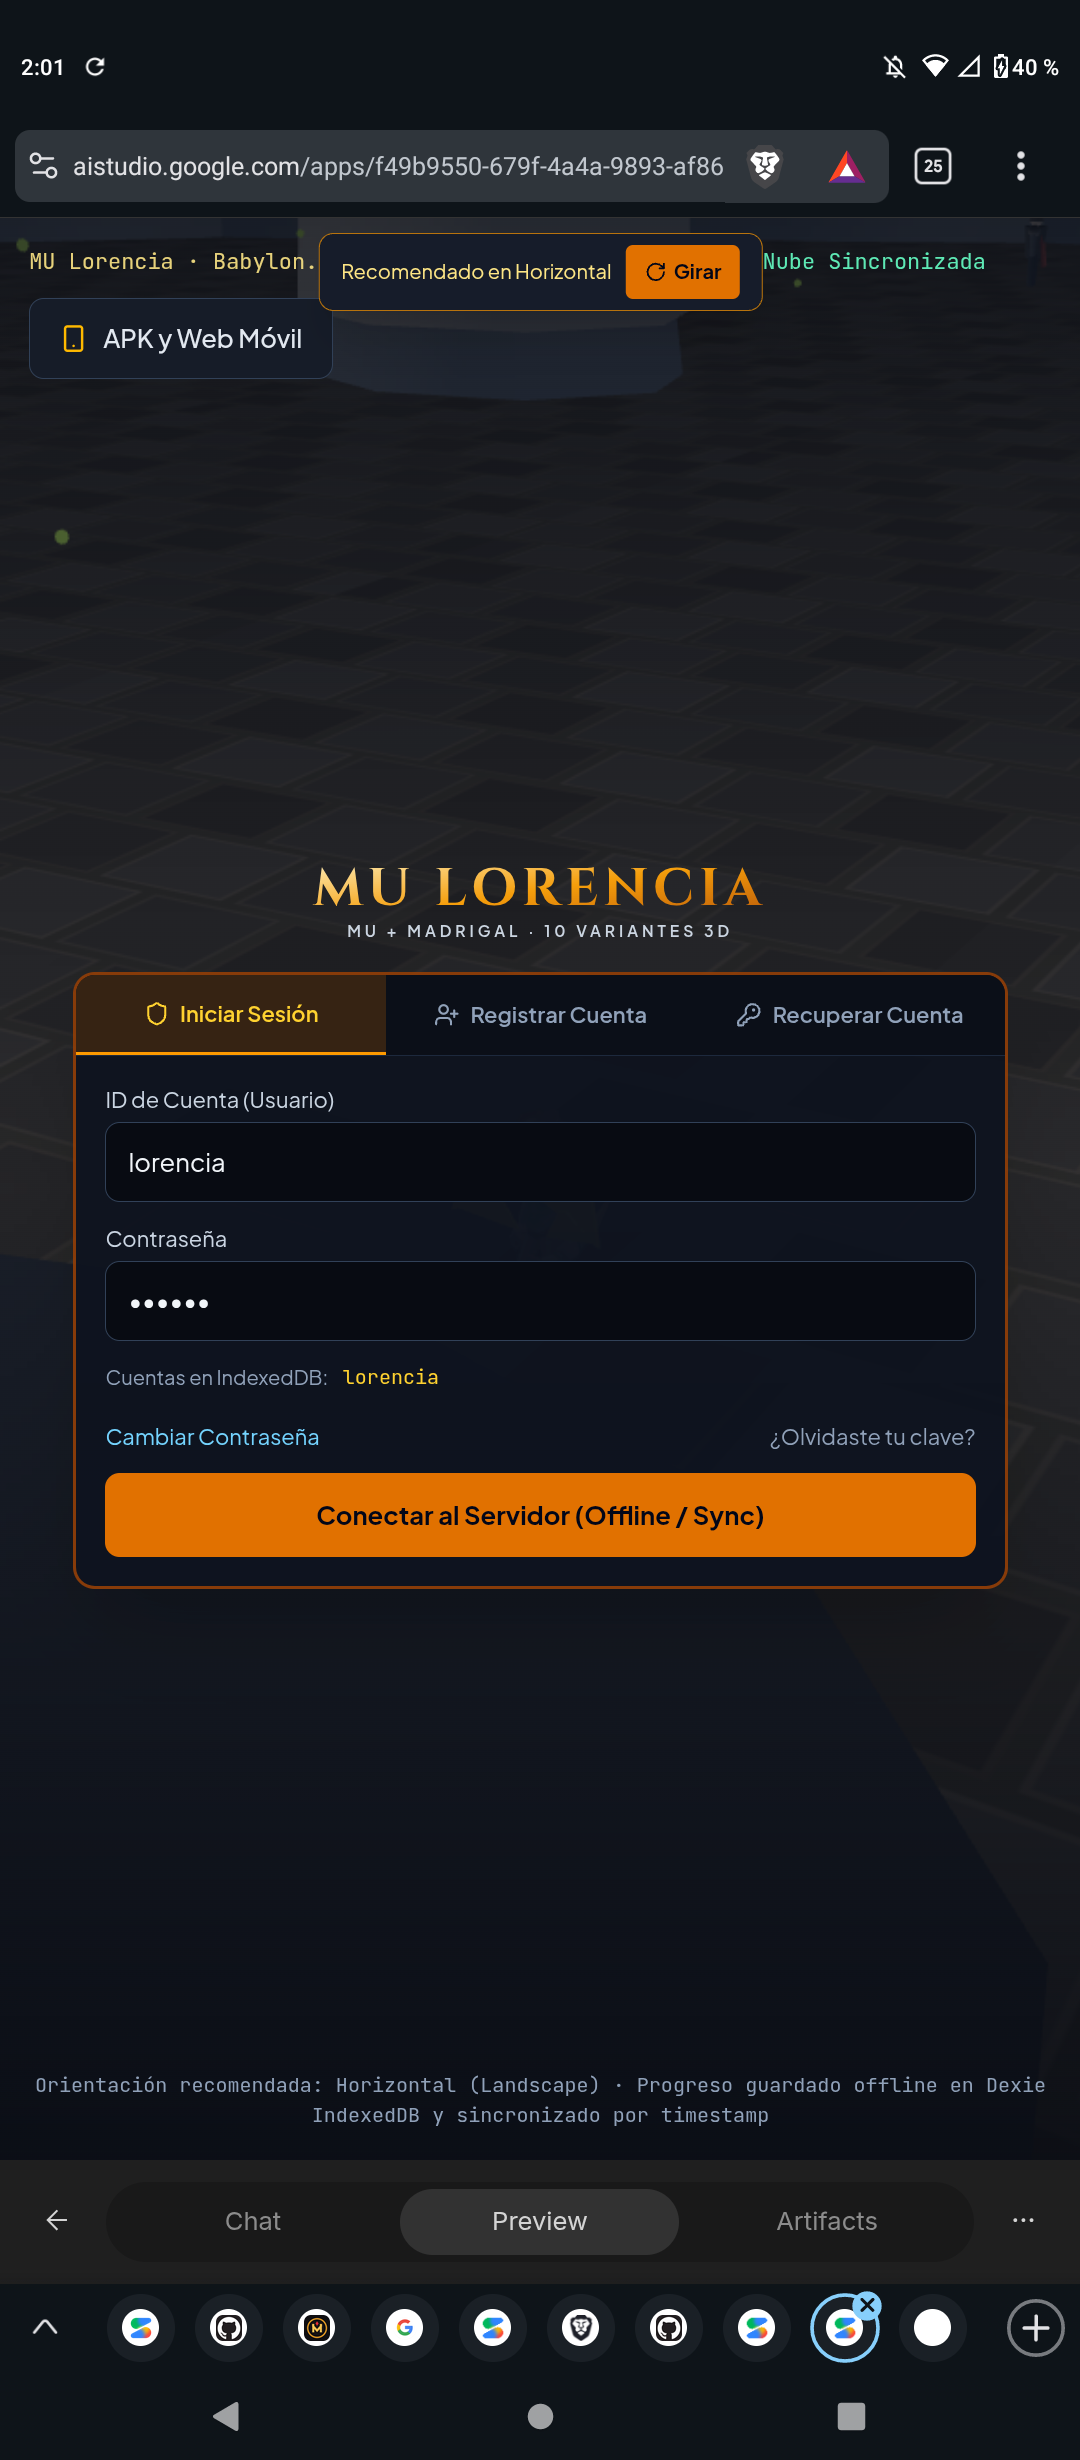 2:01
40 %
aistudio.google.com/apps/f49b9550-679f-4a4a-9893-af86
25
MU Lorencia · Babylon.
Recomendado en Horizontal
Girar
Nube Sincronizada
APK y Web Móvil
MU LORENCIA
MU + MADRIGAL · 10 VARIANTES 3D
Iniciar Sesión
Registrar Cuenta
Recuperar Cuenta
ID de Cuenta (Usuario)
lorencia
Contraseña
••••••
Cuentas en IndexedDB: lorencia
Cambiar Contraseña
¿Olvidaste tu clave?
Conectar al Servidor (Offline / Sync)
Orientación recomendada: Horizontal (Landscape) · Progreso guardado offline en Dexie
IndexedDB y sincronizado por timestamp
Chat
Preview
Artifacts